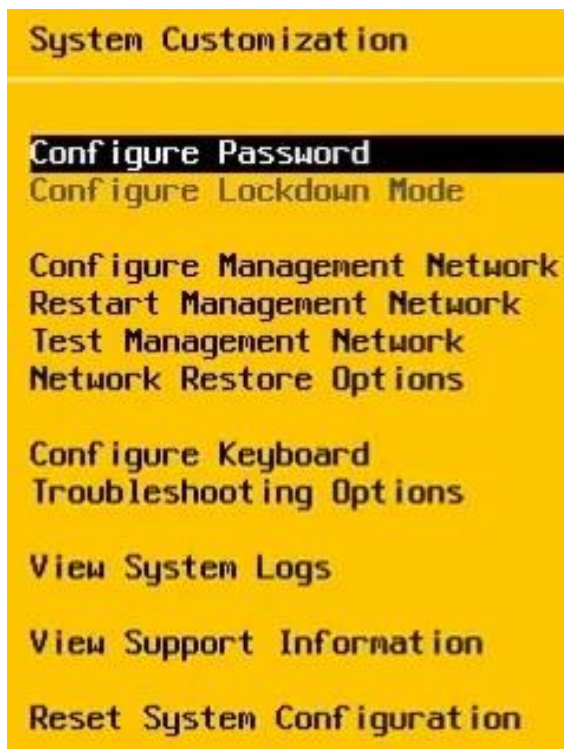 System Customization
Configure Password
Configure Lockdown Mode
Configure Management Network
Restart Management Network
Test Management Network
Network Restore Options
Configure Keyboard
Troubleshooting Options
View System Logs
View Support Information
Reset System Configuration